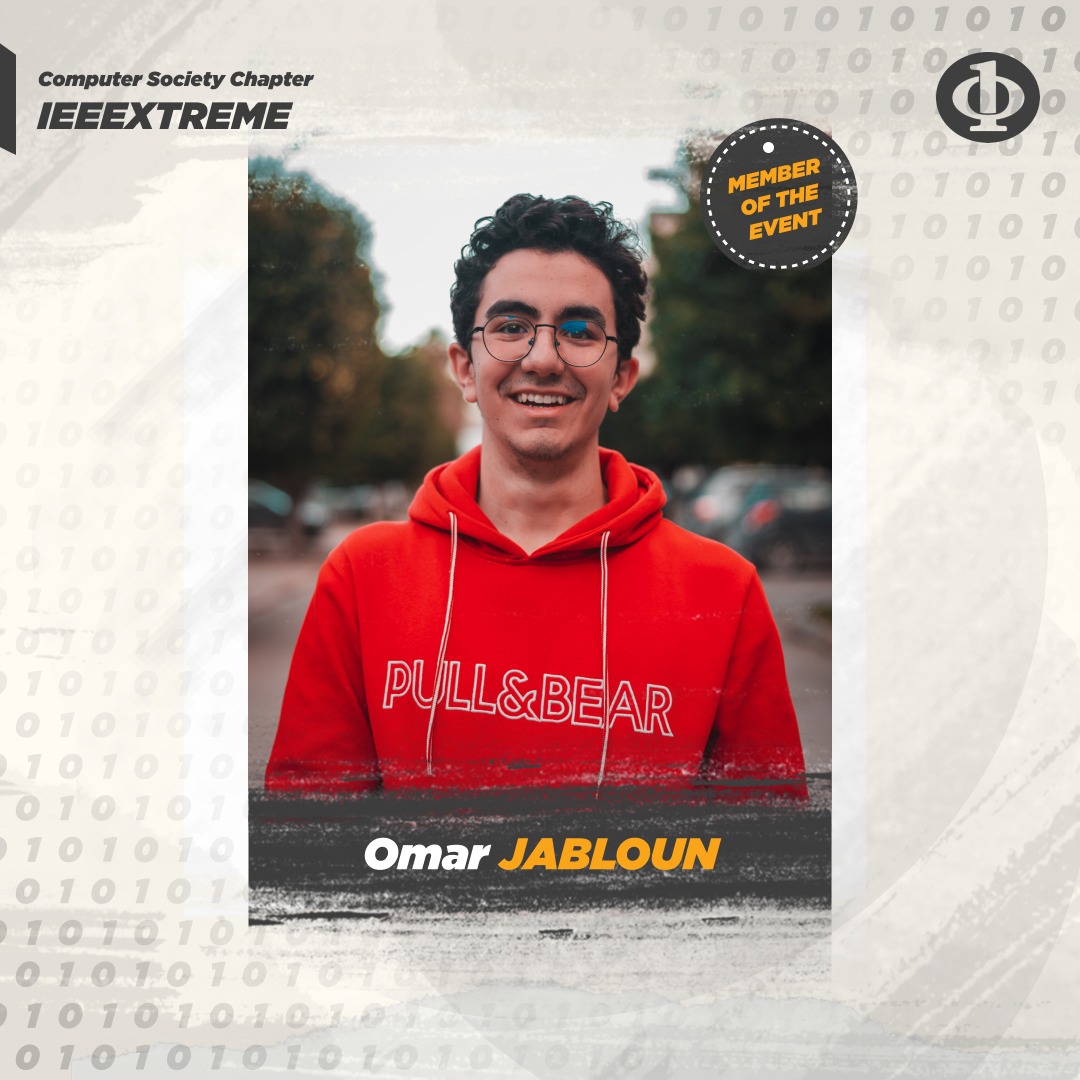 Computer Society Chapter
IEEEXTREME
MEMBER
OF THE
EVENT
PULL&BEAR
Omar JABLOUN